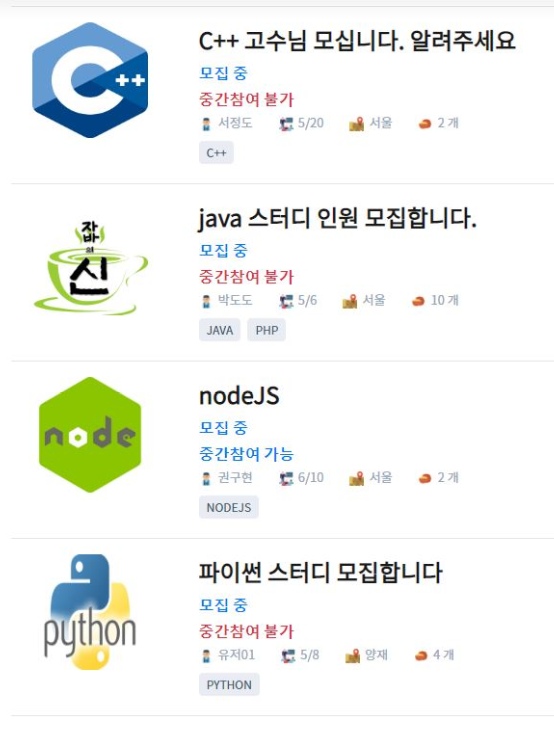 C++
C++ 고수님 모십니다. 알려주세요
모집 중
중간참여 불가
서정도 5/20 서울 2 개
C++
자바의 신
java 스터디 인원 모집합니다.
모집 중
중간참여 불가
박도도 5/6 서울 10 개
JAVA PHP
node
nodeJS
모집 중
중간참여 가능
권구현 6/10 서울 2 개
NODEJS
python
파이썬 스터디 모집합니다
모집 중
중간참여 불가
유저01 5/8 양재 4 개
PYTHON